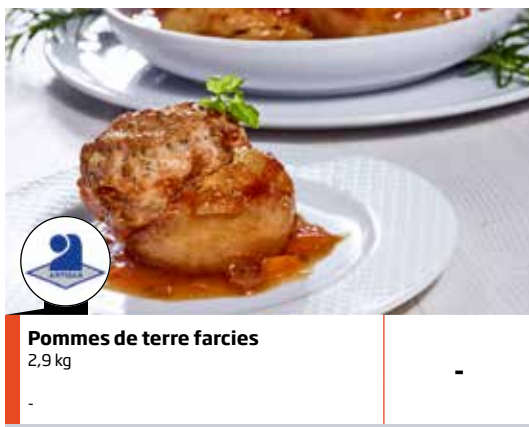 ARTISAN
Pommes de terre farcies
2,9 kg
-
-